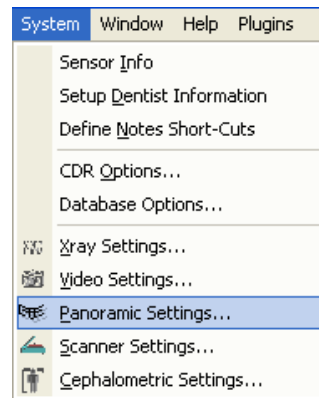 System Window Help Plugins
Sensor Info
Setup Dentist Information
Define Notes Short-Cuts
CDR Options...
Database Options...
Xray Settings...
Video Settings...
Panoramic Settings...
Scanner Settings...
Cephalometric Settings...